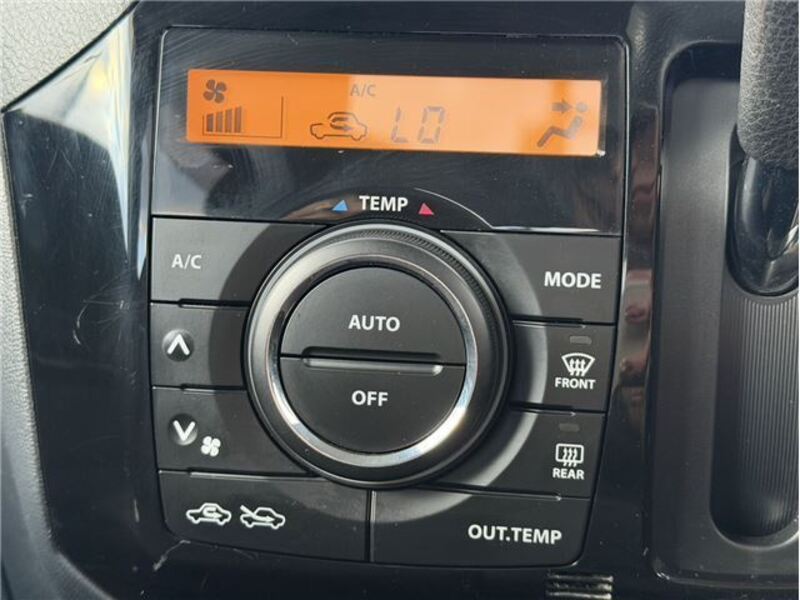 A/C
LO
TEMP
A/C
MODE
AUTO
FRONT
OFF
REAR
OUT.TEMP